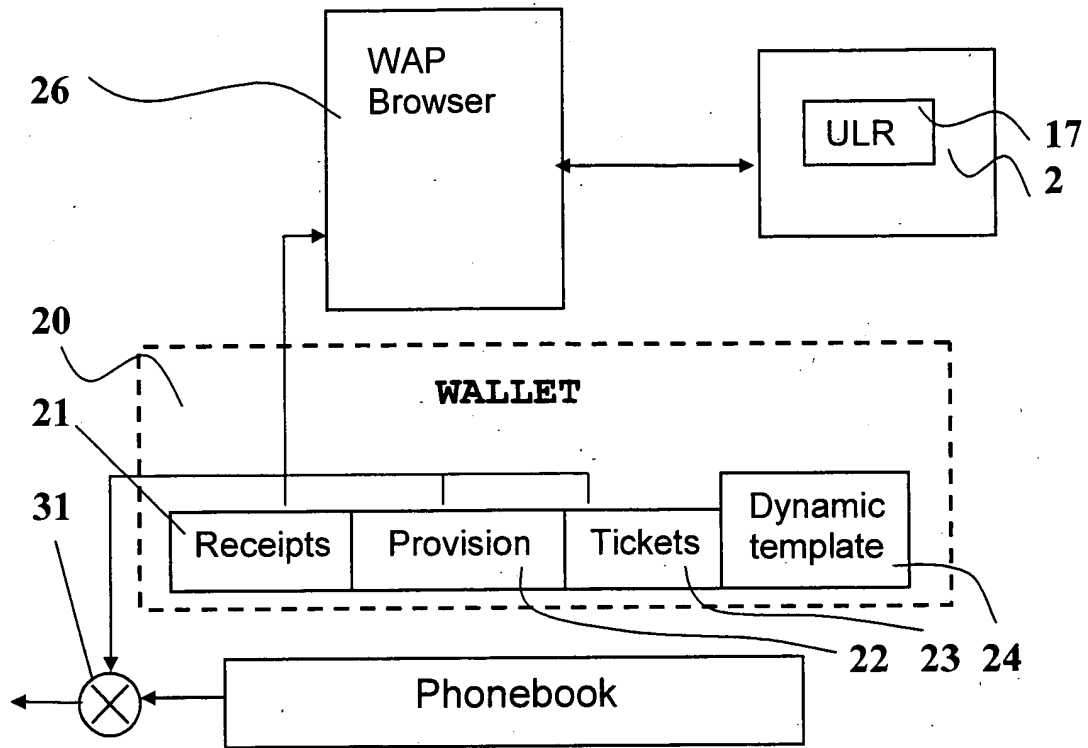 WAP
Browser
26
ULR
17
2
20
WALLET
21
31
Receipts
Provision
Tickets
Dynamic
template
22
23
24
Phonebook